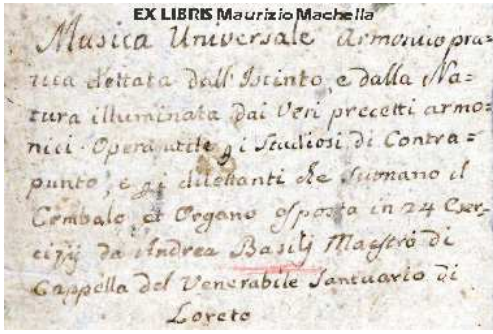 EX LIBRIS Maurizio Machella
Musica Universale Armonico pra=
tica dettata dall'Istinto, e dalla Na=
tura illuminata dai Veri precetti armo=
nici. Opera utile p i Studiosi di Contra=
punto, e p i dilettanti che suonano il
Cembalo, et Organo esposta in 24 Eser=
cizij da Andrea Basilj Maestro di
Cappella del Venerabile Santuario di
Loreto